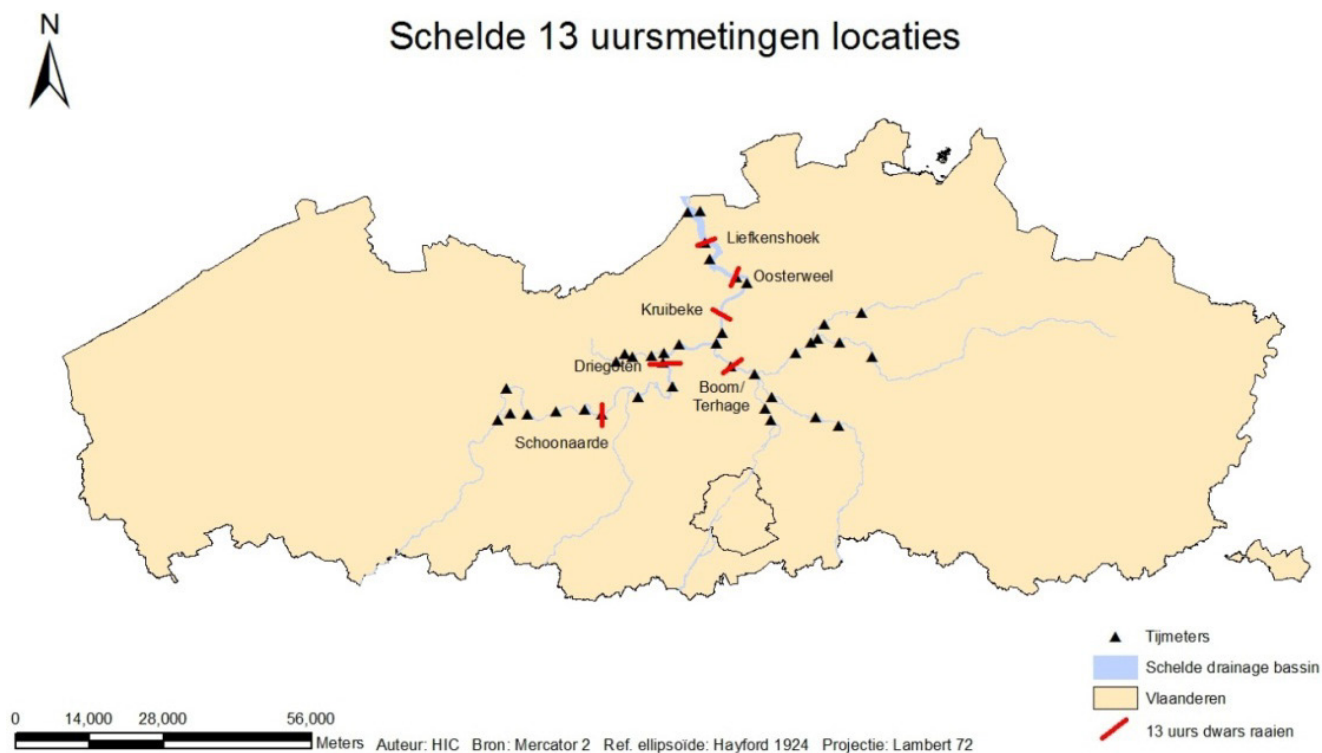 N
Schelde 13 uursmetingen locaties
Liefkenshoek
Oosterweel
Kruibeke
Driegoten
Boom/
Terhage
Schoonaarde
Tijmeters
Schelde drainage bassin
Vlaanderen
13 uurs dwars raaien
0 14,000 28,000 56,000
Meters
Auteur: HIC Bron: Mercator 2 Ref. ellipsoïde: Hayford 1924 Projectie: Lambert 72